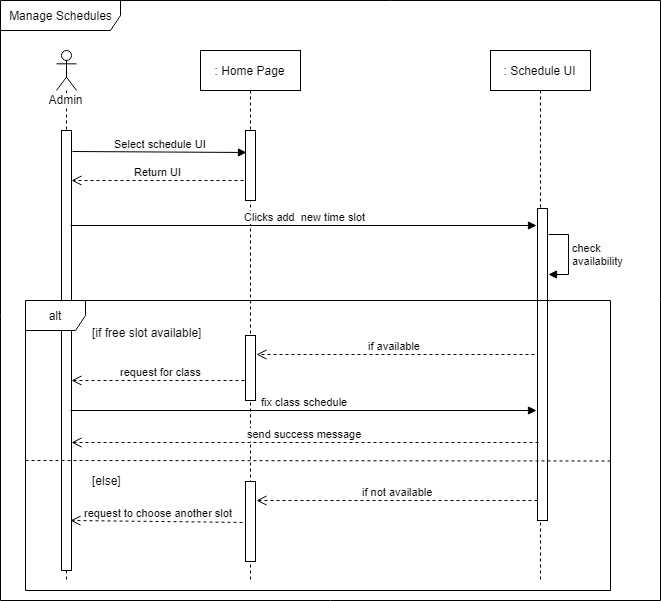 Manage Schedules
: Home Page
: Schedule UI
Admin
Select schedule UI
Return UI
Clicks add  new time slot
check
availability
alt
[if free slot available]
if available
request for class
fix class schedule
send success message
[else]
if not available
request to choose another slot